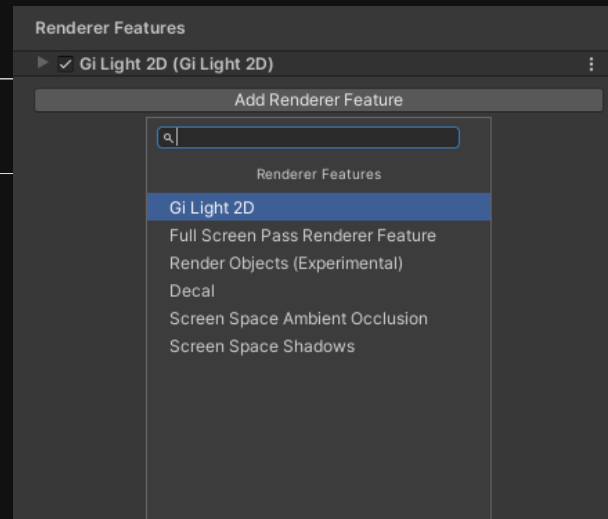 Renderer Features
Gi Light 2D (Gi Light 2D)
Add Renderer Feature
Renderer Features
Gi Light 2D
Full Screen Pass Renderer Feature
Render Objects (Experimental)
Decal
Screen Space Ambient Occlusion
Screen Space Shadows